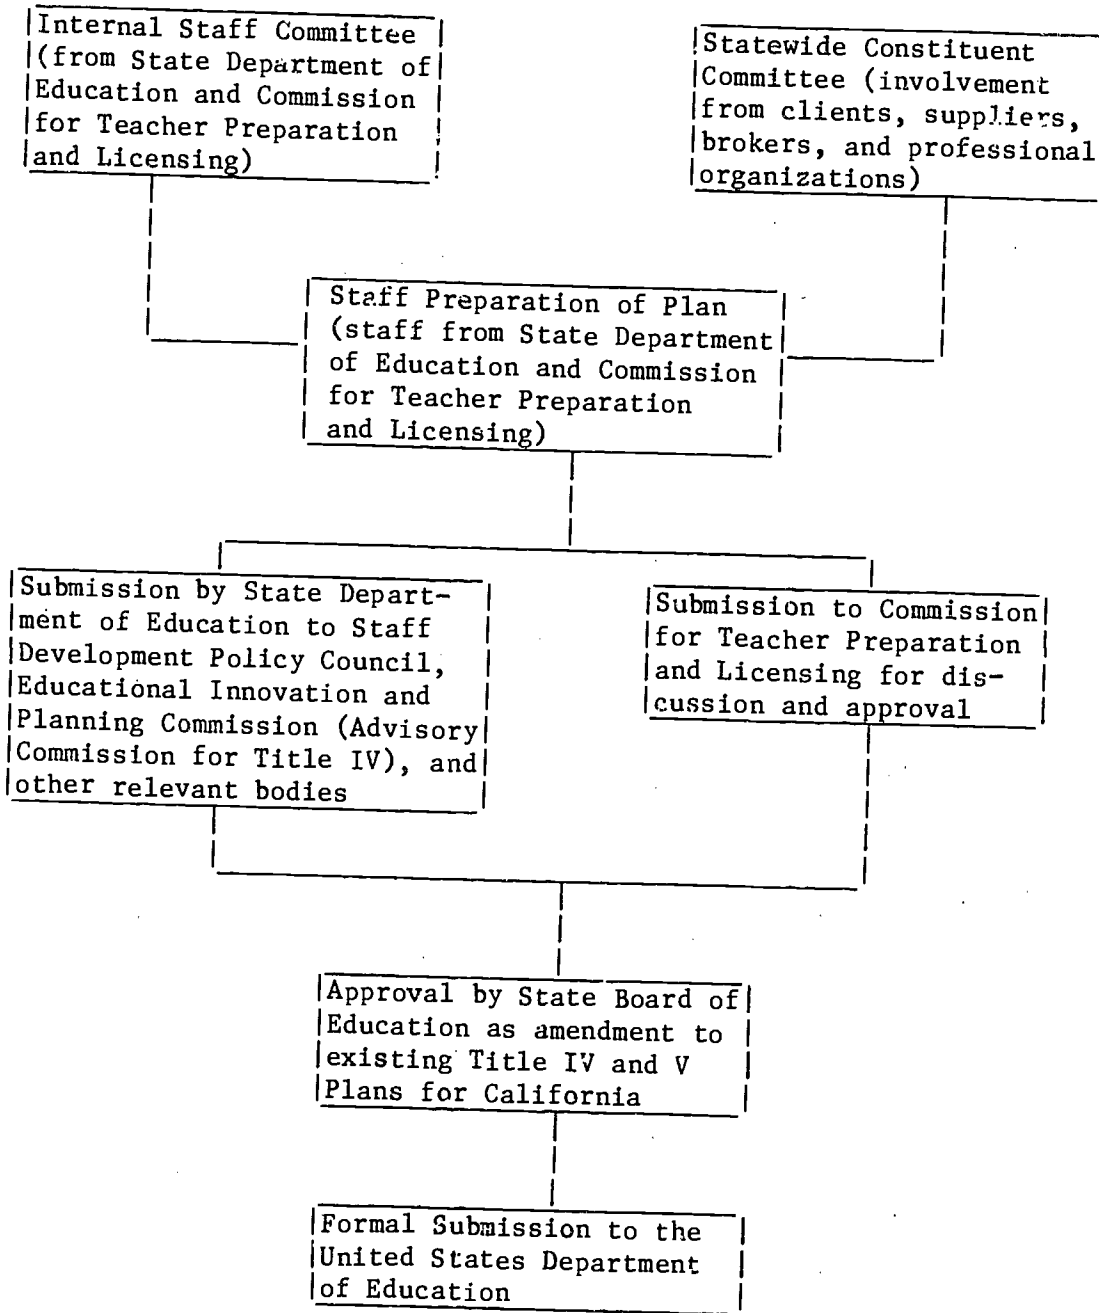 Internal Staff Committee
(from State Department of
Education and Commission
for Teacher Preparation
and Licensing)
Statewide Constituent
Committee (involvement
from clients, suppliers,
brokers, and professional
organizations)
Staff Preparation of Plan
(staff from State Department
of Education and Commission
for Teacher Preparation
and Licensing)
Submission by State Depart-
ment of Education to Staff
Development Policy Council,
Educational Innovation and
Planning Commission (Advisory
Commission for Title IV), and
other relevant bodies
Submission to Commission
for Teacher Preparation
and Licensing for dis-
cussion and approval
Approval by State Board of
Education as amendment to
existing Title IV and V
Plans for California
Formal Submission to the
United States Department
of Education